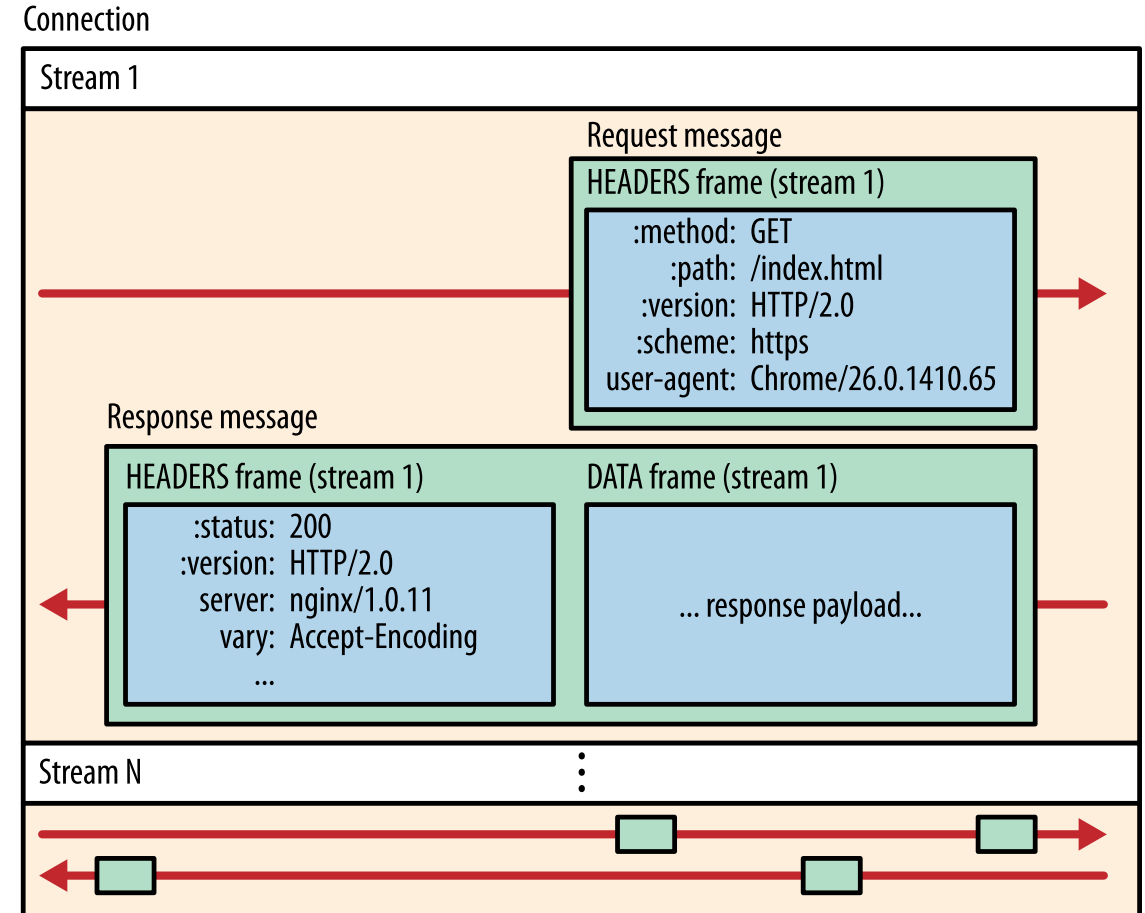 Connection
Stream 1
Request message
HEADERS frame (stream 1)
:method: GET
:path: /index.html
:version: HTTP/2.0
:scheme: https
user-agent: Chrome/26.0.1410.65
Response message
HEADERS frame (stream 1)
:status: 200
:version: HTTP/2.0
server: nginx/1.0.11
vary: Accept-Encoding
...
DATA frame (stream 1)
... response payload...
Stream N